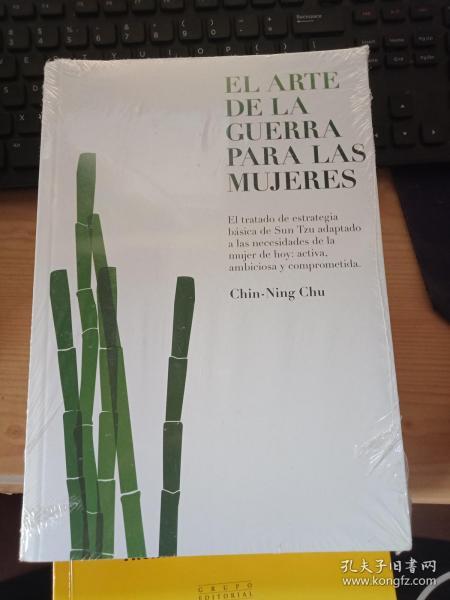 EL ARTE
DE LA
GUERRA
PARA LAS
MUJERES
El tratado de estrategia
básica de Sun Tzu adaptado
a las necesidades de la
mujer de hoy: activa,
ambiciosa y comprometida.
Chin-Ning Chu
GRUPO
EDITORIAL
孔夫子旧书网
www.kongfz.com